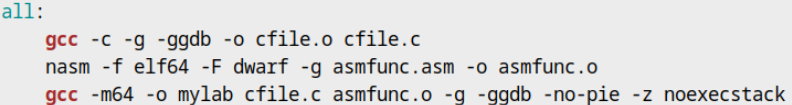 all:
gcc -c -g -ggdb -o cfile.o cfile.c
nasm -f elf64 -F dwarf -g asmfunc.asm -o asmfunc.o
gcc -m64 -o mylab cfile.c asmfunc.o -g -ggdb -no-pie -z noexecstack